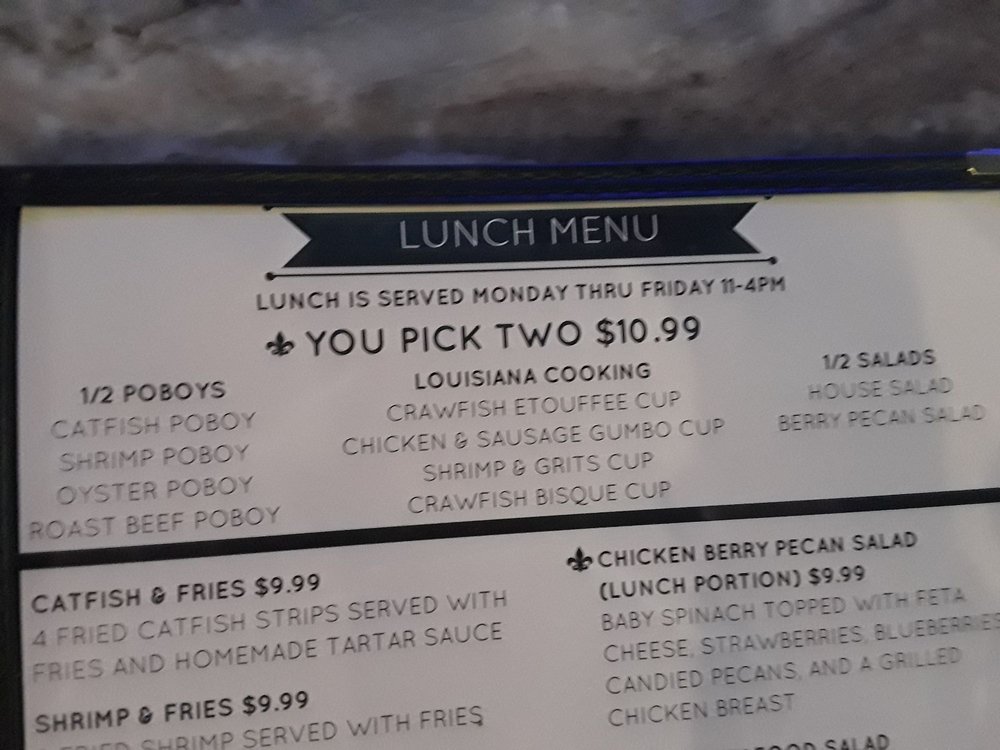 LUNCH MENU
LUNCH IS SERVED MONDAY THRU FRIDAY 11-4PM
YOU PICK TWO $10.99
1/2 POBOYS
CATFISH POBOY
SHRIMP POBOY
OYSTER POBOY
ROAST BEEF POBOY
LOUISIANA COOKING
CRAWFISH ETOUFFEE CUP
CHICKEN & SAUSAGE GUMBO CUP
SHRIMP & GRITS CUP
CRAWFISH BISQUE CUP
1/2 SALADS
HOUSE SALAD
BERRY PECAN SALAD
CATFISH & FRIES $9.99
4 FRIED CATFISH STRIPS SERVED WITH
FRIES AND HOMEMADE TARTAR SAUCE
SHRIMP & FRIES $9.99
FRIED SHRIMP SERVED WITH FRIES
CHICKEN BERRY PECAN SALAD
(LUNCH PORTION) $9.99
BABY SPINACH TOPPED WITH FETA
CHEESE, STRAWBERRIES, BLUEBERRIES
CANDIED PECANS, AND A GRILLED
CHICKEN BREAST
SALAD